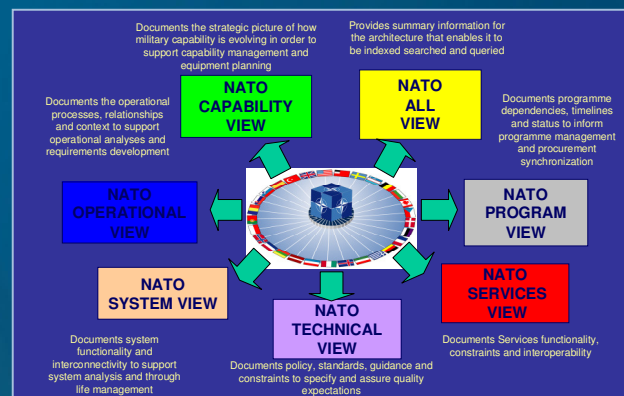 Documents the strategic picture of how
military capability is evolving in order to
support capability management and
equipment planning
Provides summary information for
the architecture that enables it to
be indexed searched and queried
NATO
CAPABILITY
VIEW
NATO
ALL
VIEW
Documents the operational
processes, relationships
and context to support
operational analyses and
requirements development
Documents programme
dependencies, timelines
and status to inform
programme management
and procurement
synchronization
NATO
OPERATIONAL
VIEW
NATO
PROGRAM
VIEW
NATO
SYSTEM VIEW
NATO
TECHNICAL
VIEW
NATO
SERVICES
VIEW
Documents system
functionality and
interconnectivity to support
system analysis and through
life management
Documents policy, standards, guidance and
constraints to specify and assure quality
expectations
Documents Services functionality,
constraints and interoperability